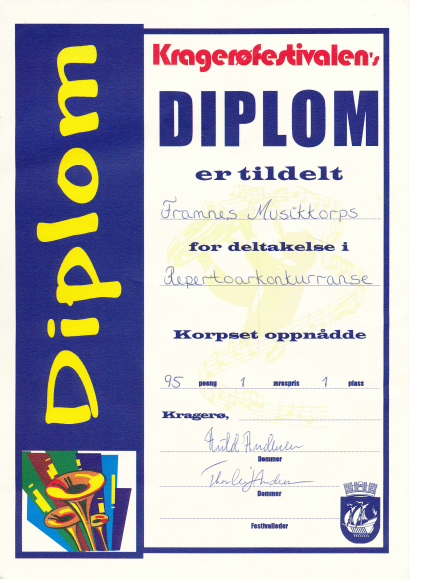 Diplom
Kragerøfestivalen's
DIPLOM
er tildelt
Framnes Musikkorps
for deltakelse i
Repertoarkonkurranse
Korpset oppnådde
95 poeng 1 ærespris 1 plass
Kragerø,
Dommer
Dommer
Festivalleder